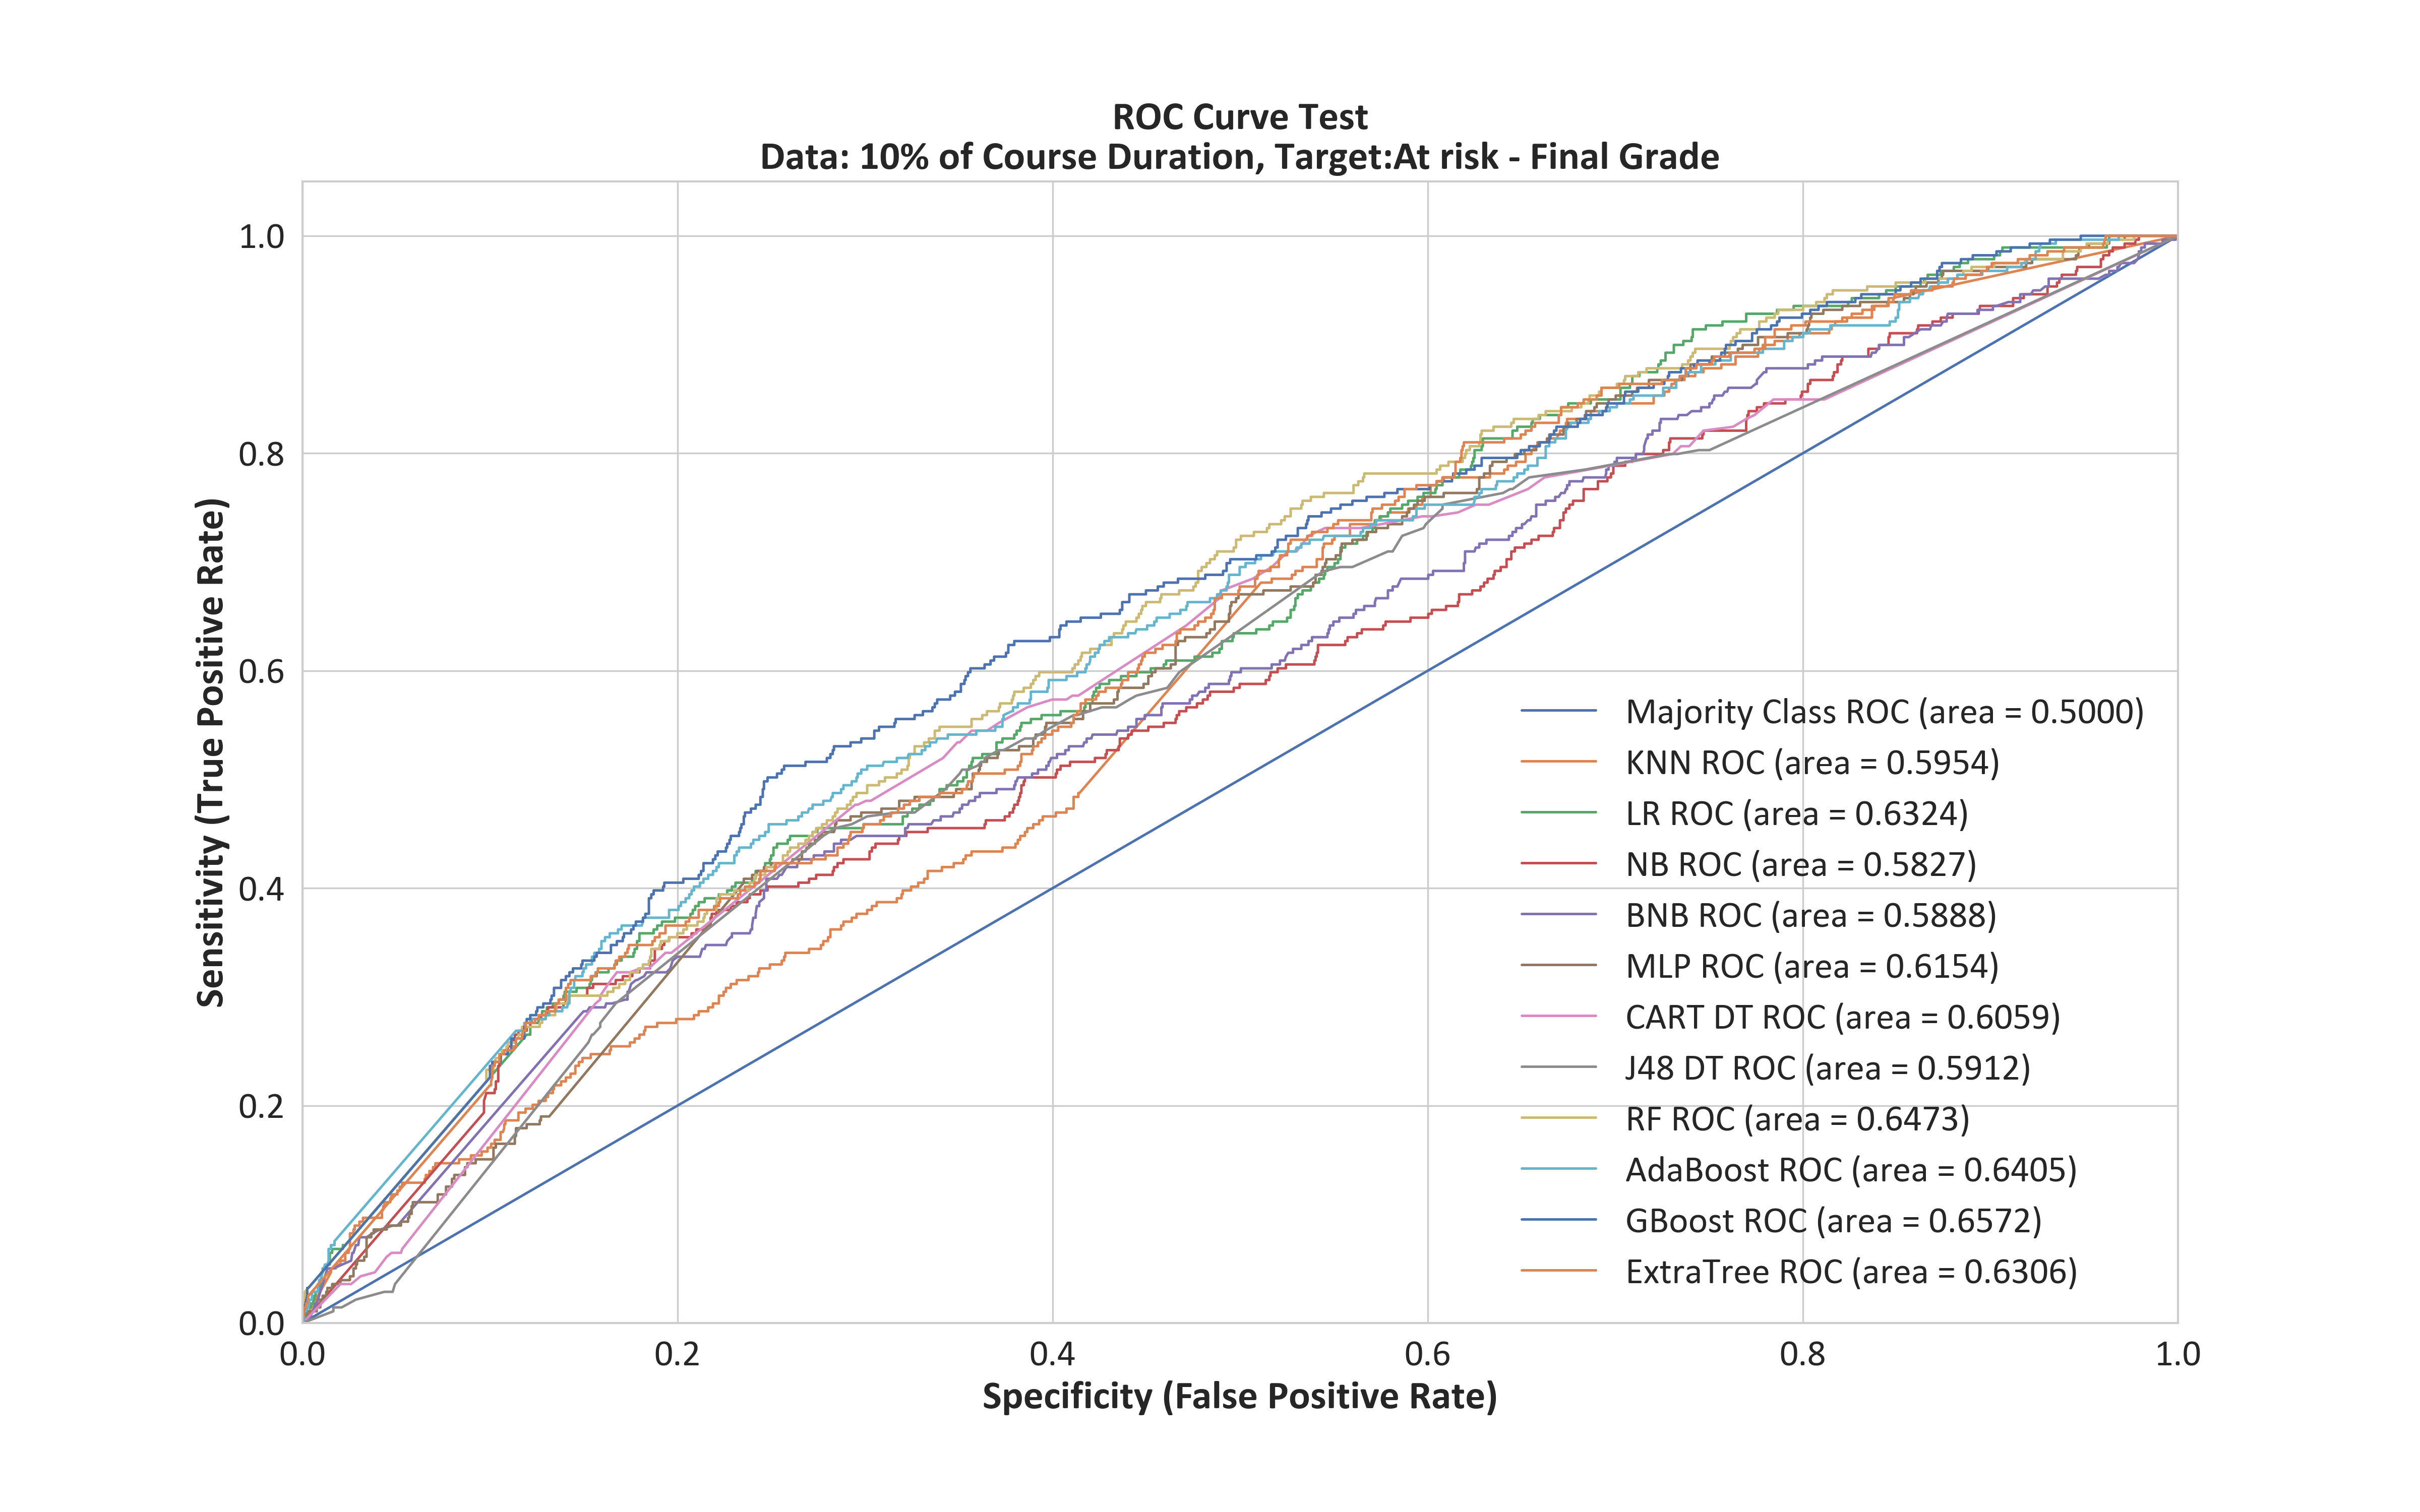 ROC Curve Test
Data: 10% of Course Duration, Target:At risk - Final Grade
1.0
0.8
0.6
0.4
0.2
0.0
Sensitivity (True Positive Rate)
Majority Class ROC (area = 0.5000)
KNN ROC (area = 0.5954)
LR ROC (area = 0.6324)
NB ROC (area = 0.5827)
BNB ROC (area = 0.5888)
MLP ROC (area = 0.6154)
CART DT ROC (area = 0.6059)
J48 DT ROC (area = 0.5912)
RF ROC (area = 0.6473)
AdaBoost ROC (area = 0.6405)
GBoost ROC (area = 0.6572)
ExtraTree ROC (area = 0.6306)
0.0 0.2 0.4 0.6 0.8 1.0
Specificity (False Positive Rate)